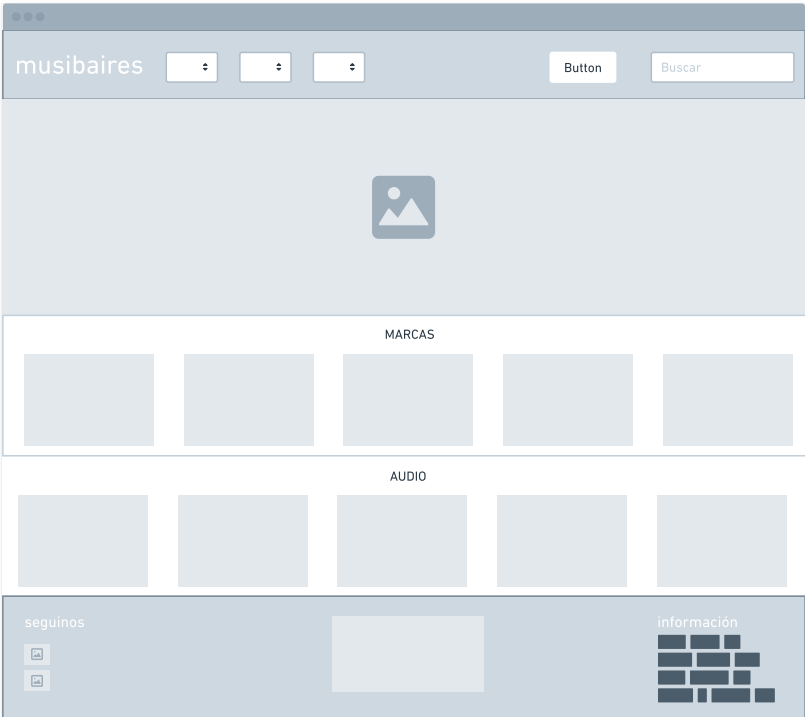 musibaires
Button
Buscar
MARCAS
AUDIO
seguinos
información